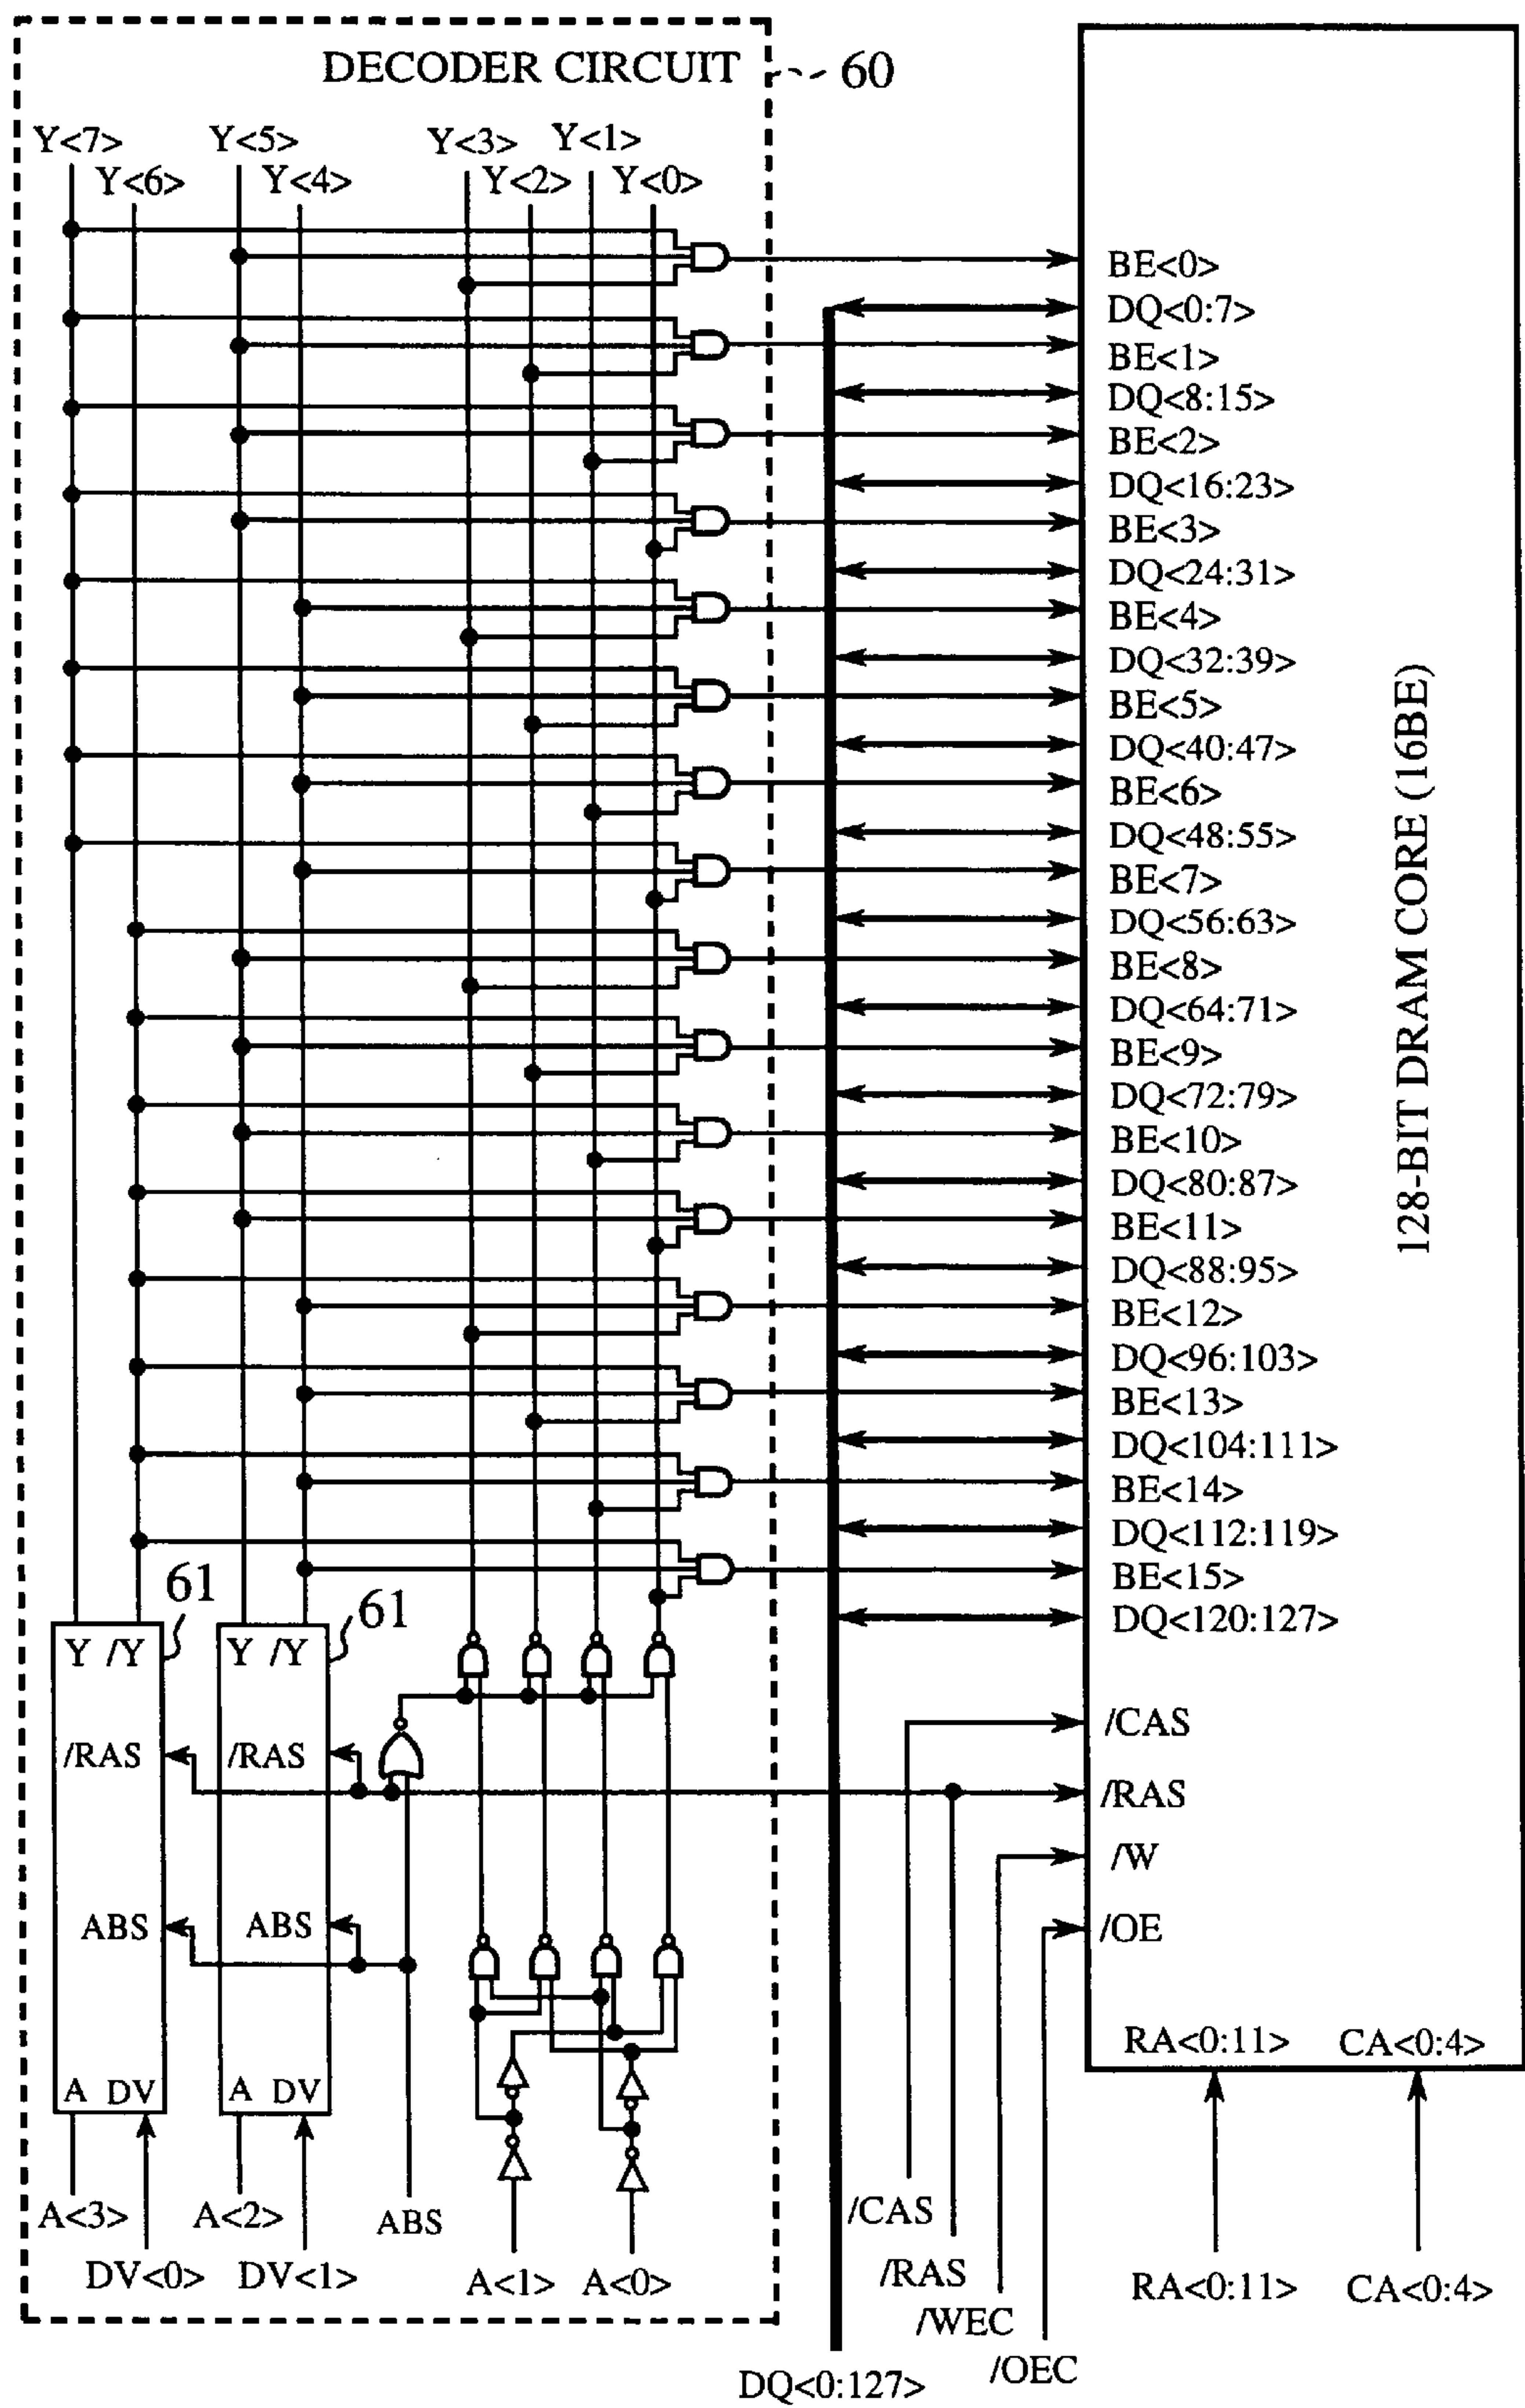 DECODER CIRCUIT
60
Y<7>
Y<6>
Y<5>
Y<4>
Y<3>
Y<2>
Y<1>
Y<0>
BE<0>
DQ<0:7>
BE<1>
DQ<8:15>
BE<2>
DQ<16:23>
BE<3>
DQ<24:31>
BE<4>
DQ<32:39>
BE<5>
DQ<40:47>
BE<6>
DQ<48:55>
BE<7>
DQ<56:63>
BE<8>
DQ<64:71>
BE<9>
DQ<72:79>
BE<10>
DQ<80:87>
BE<11>
DQ<88:95>
BE<12>
DQ<96:103>
BE<13>
DQ<104:111>
BE<14>
DQ<112:119>
BE<15>
DQ<120:127>
128-BIT DRAM CORE (16BE)
61
61
Y /Y
Y /Y
/RAS
/RAS
ABS
ABS
A DV
A DV
/CAS
/RAS
/W
/OE
RA<0:11>
CA<0:4>
A<3>
DV<0>
A<2>
DV<1>
ABS
A<1>
A<0>
/CAS
/RAS
/WEC
/OEC
DQ<0:127>
RA<0:11>
CA<0:4>